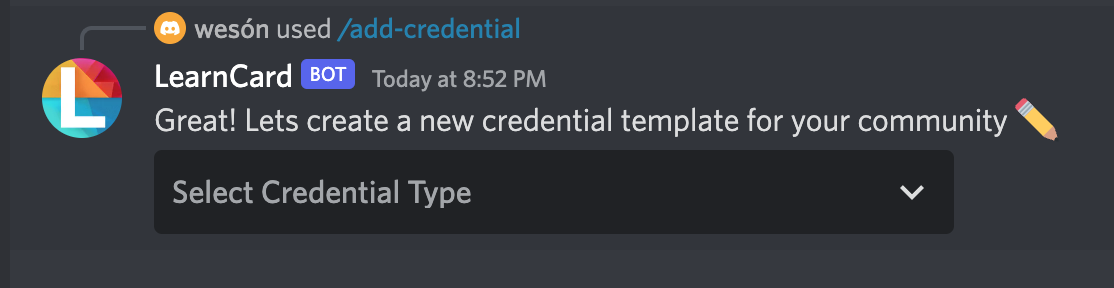 wesón used /add-credential
LearnCard BOT Today at 8:52 PM
Great! Lets create a new credential template for your community ✏️
Select Credential Type